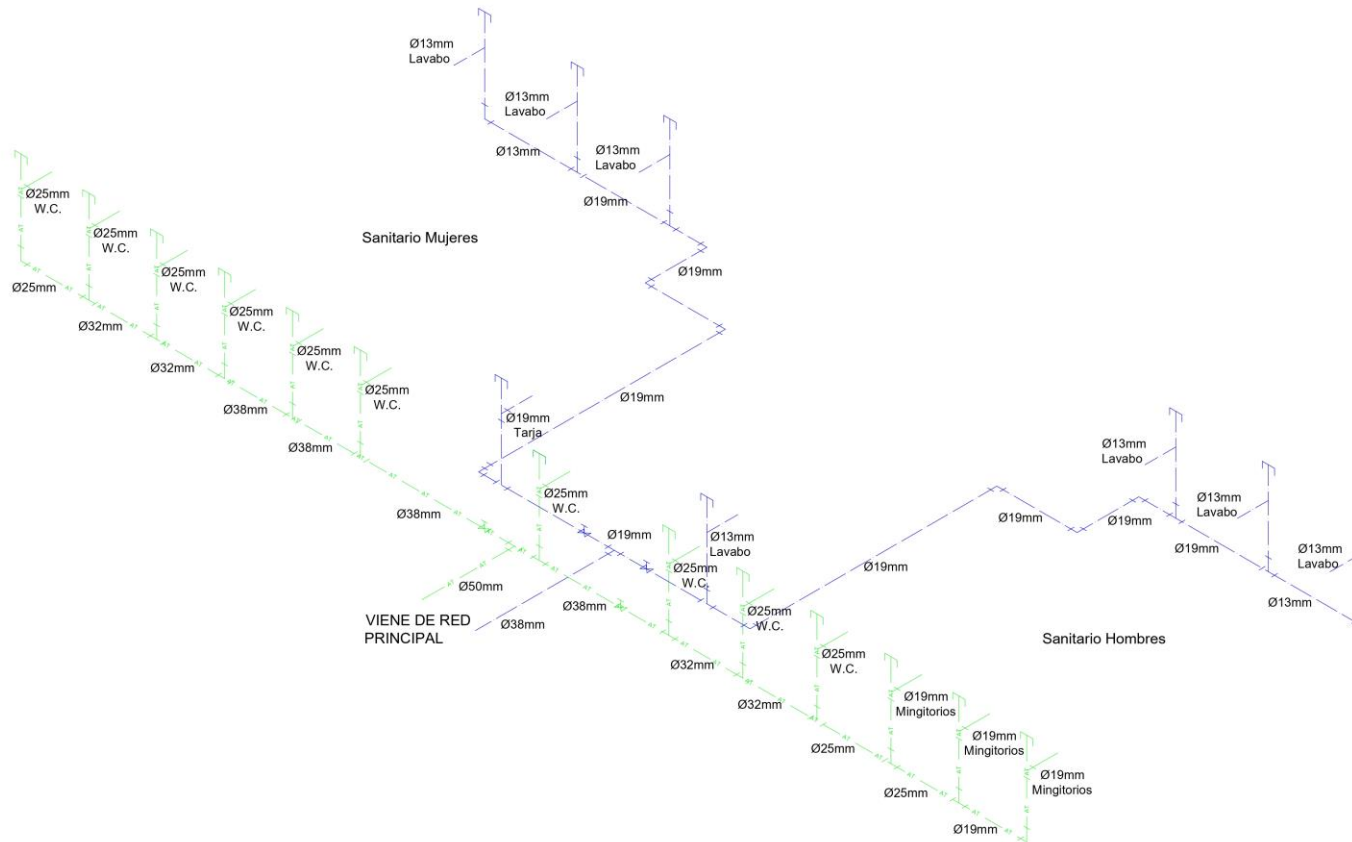 Ø13mm
Lavabo
Ø13mm
Lavabo
Ø13mm
Lavabo
Ø13mm
Ø19mm
Ø19mm
Ø19mm
Sanitario Mujeres
Ø25mm
W.C.
Ø25mm
W.C.
Ø25mm
W.C.
Ø25mm
W.C.
Ø25mm
W.C.
Ø25mm
W.C.
Ø25mm
Ø32mm
Ø32mm
Ø38mm
Ø38mm
Ø38mm
Ø19mm
Tarja
Ø25mm
W.C.
Ø19mm
Ø13mm
Lavabo
Ø50mm
VIENE DE RED
PRINCIPAL
Ø38mm
Ø38mm
Ø25mm
W.C.
Ø25mm
W.C.
Ø25mm
W.C.
Ø32mm
Ø32mm
Ø25mm
Ø25mm
Ø19mm
Ø19mm
Mingitorios
Ø19mm
Mingitorios
Ø19mm
Mingitorios
Ø19mm
Ø19mm
Ø19mm
Ø13mm
Lavabo
Ø13mm
Lavabo
Ø13mm
Lavabo
Ø19mm
Ø13mm
Sanitario Hombres